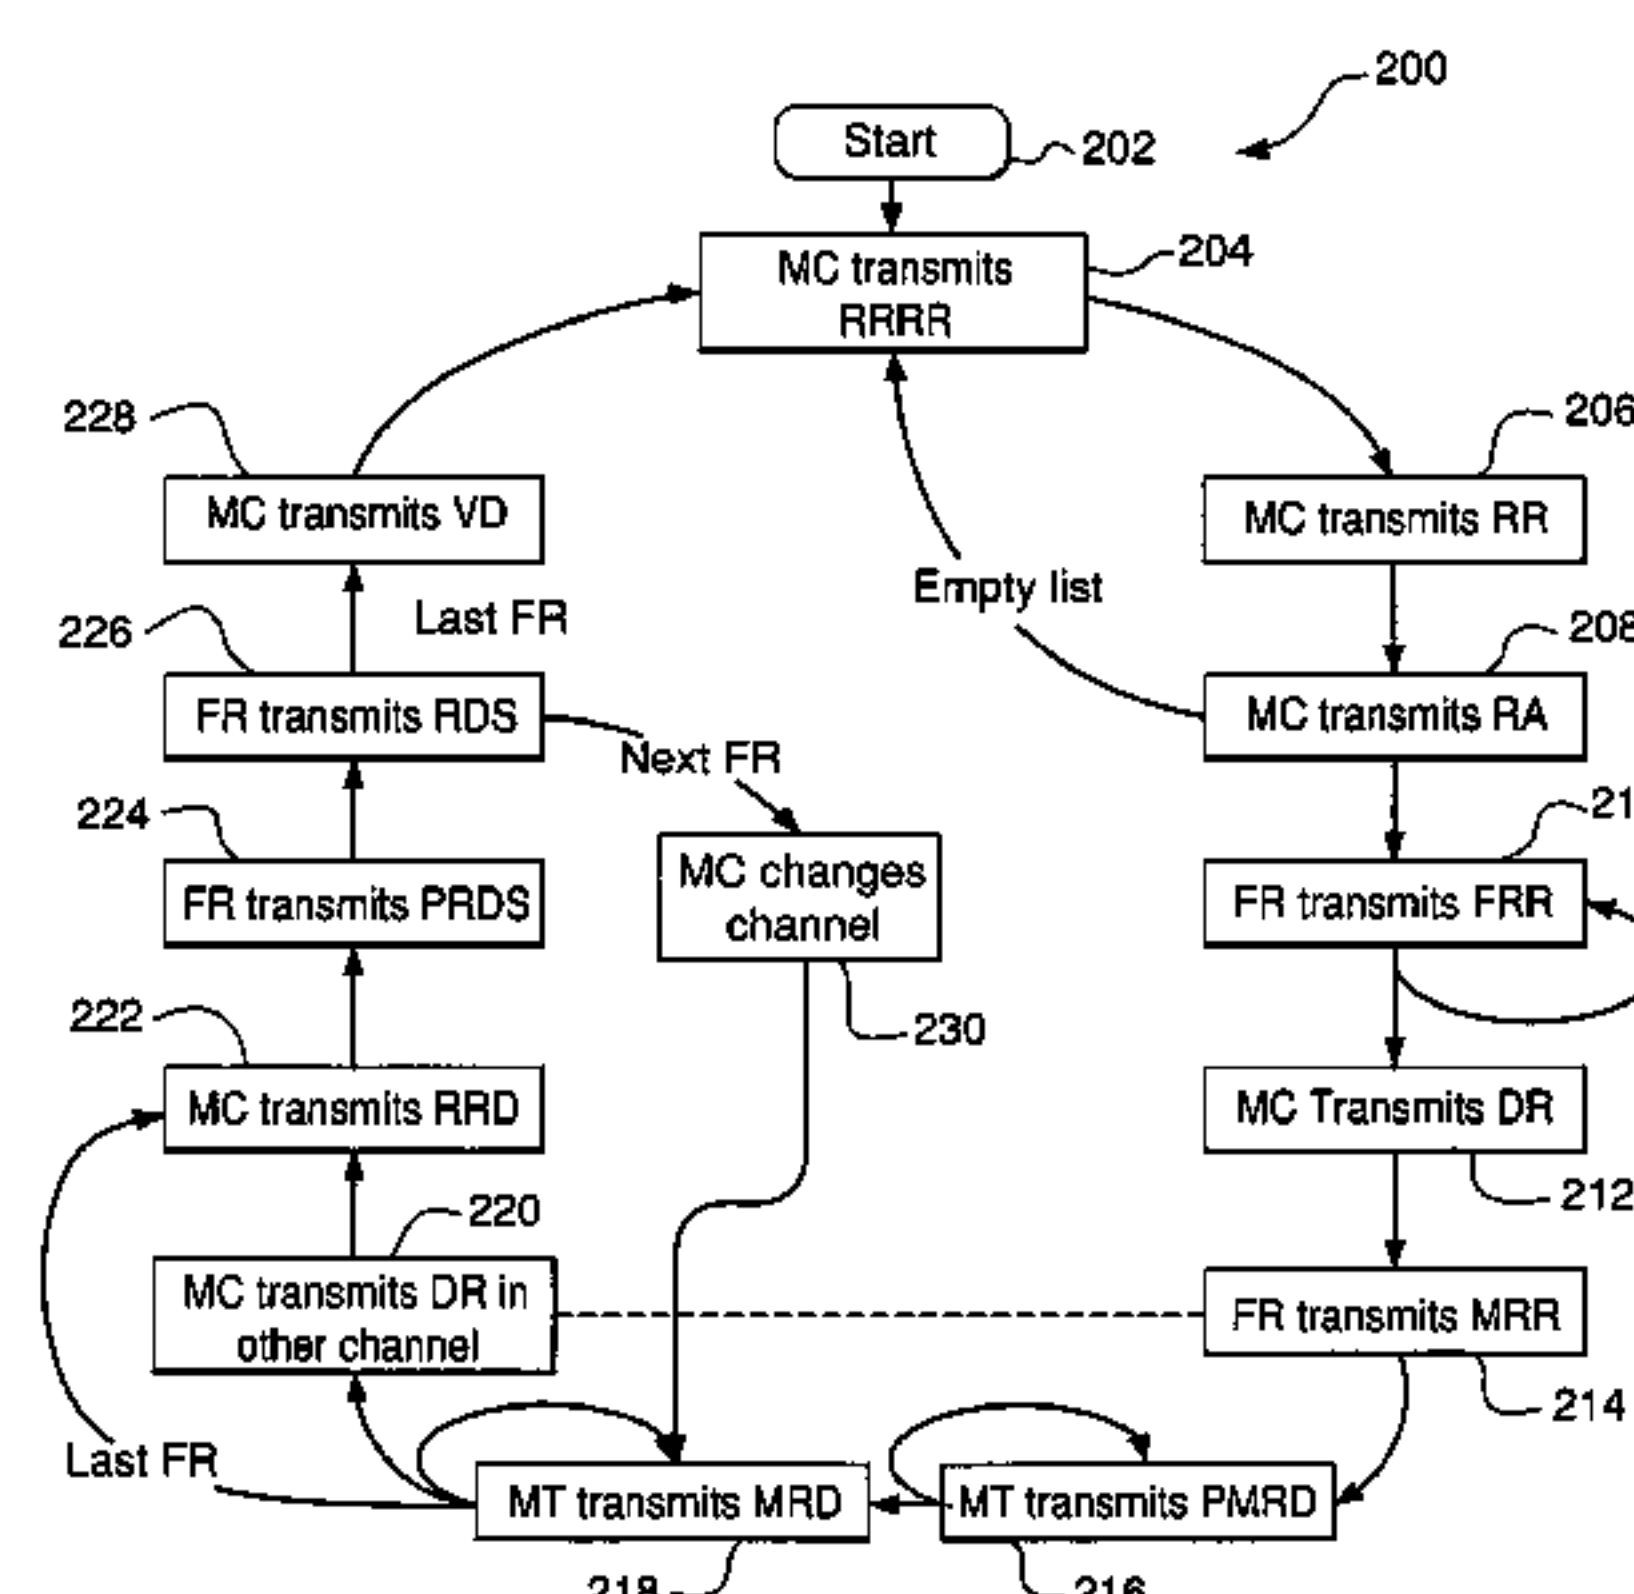 200
Start
202
MC transmits
RRRR
204
228
206
MC transmits VD
MC transmits RR
Empty list
226
Last FR
208
FR transmits RDS
MC transmits RA
Next FR
224
21
MC changes
channel
FR transmits PRDS
FR transmits FRR
222
230
MC transmits RRD
MC Transmits DR
220
212
MC transmits DR in
other channel
FR transmits MRR
214
Last FR
MT transmits MRD
MT transmits PMRD
218
216